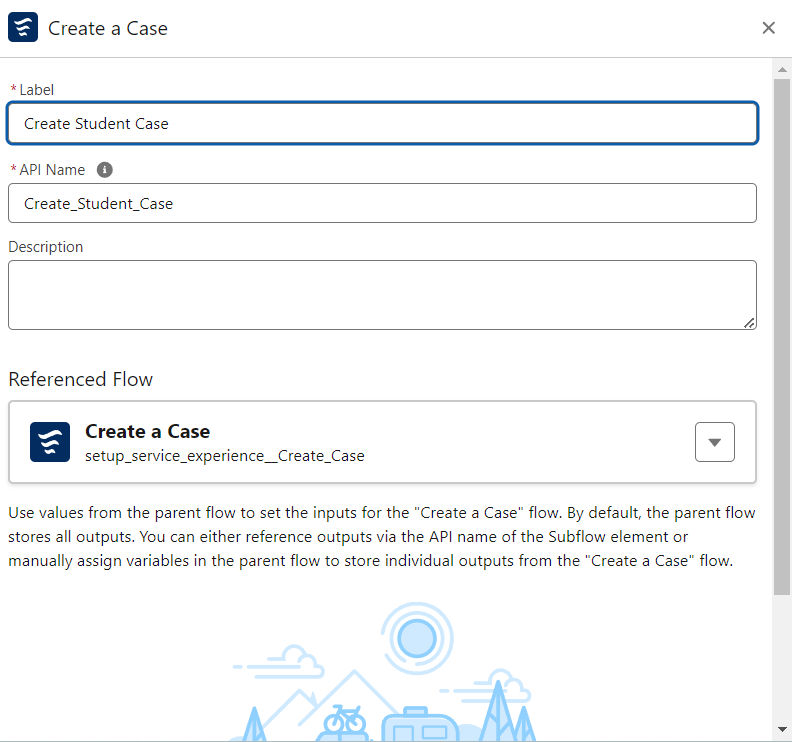 Create a Case
*Label
Create Student Case
*API Name
Create_Student_Case
Description
Referenced Flow
Create a Case
setup_service_experience__Create_Case
Use values from the parent flow to set the inputs for the "Create a Case" flow. By default, the parent flow
stores all outputs. You can either reference outputs via the API name of the Subflow element or
manually assign variables in the parent flow to store individual outputs from the "Create a Case" flow.